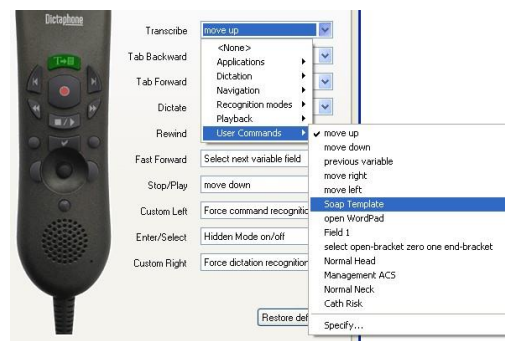 Dictaphone
Transcribe
move up
Tab Backward
Tab Forward
Dictate
Rewind
Fast Forward
Select next variable field
Stop/Play
move down
Custom Left
Force command recognitic
Enter/Select
Hidden Mode on/off
Custom Right
Force dictation recognition
Restore def
<None>
Applications
Dictation
Navigation
Recognition modes
Playback
User Commands
move up
move down
previous variable
move right
move left
Soap Template
open WordPad
Field 1
select open-bracket zero one end-bracket
Normal Head
Management ACS
Normal Neck
Cath Risk
Specify...